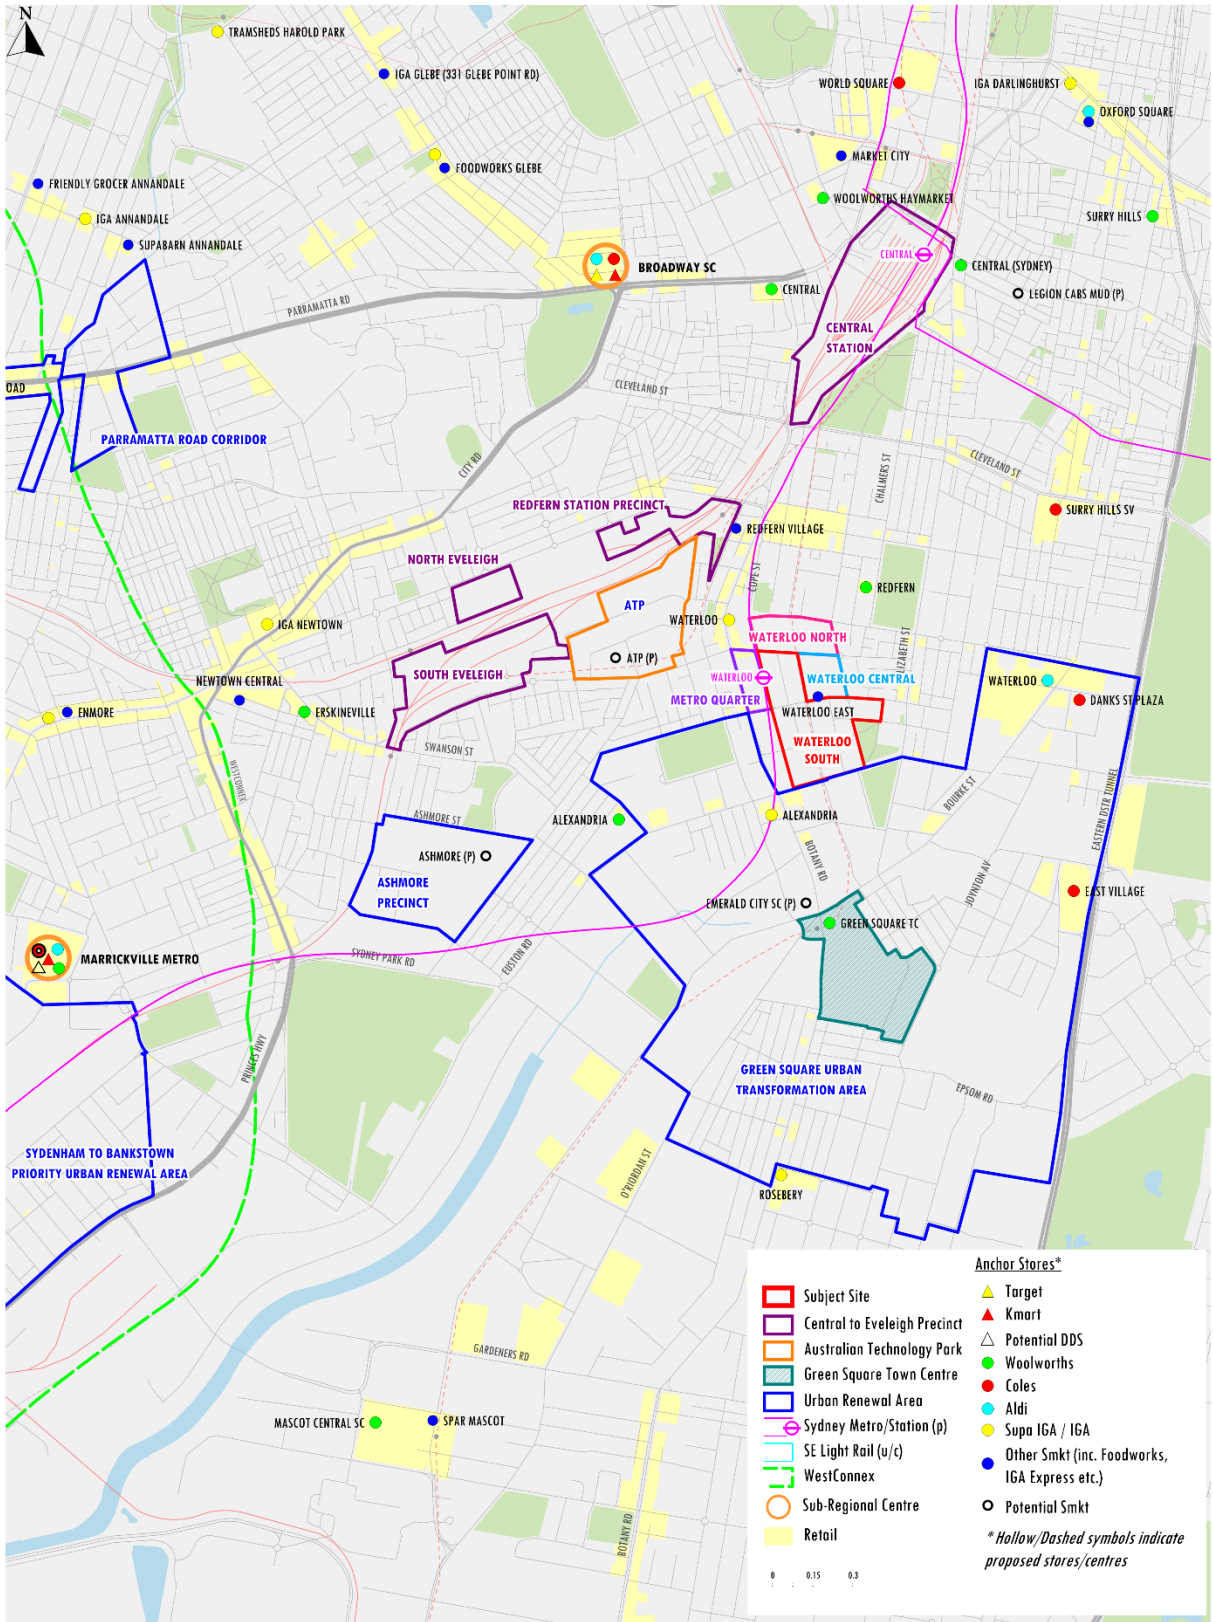 N
TRAMSHEDS HAROLD PARK
IGA GLEBE (331 GLEBE POINT RD)
WORLD SQUARE
IGA DARLINGHURST
OXFORD SQUARE
MARKET CITY
FOODWORKS GLEBE
FRIENDLY GROCER ANNANDALE
WOOLWORTHS HAYMARKET
IGA ANNANDALE
SURRY HILLS
SUPABARN ANNANDALE
CENTRAL
BROADWAY SC
CENTRAL (SYDNEY)
CENTRAL
LEGION CABS MUD (P)
PARRAMATTA RD
CENTRAL
STATION
OAD
CLEVELAND ST
PARRAMATTA ROAD CORRIDOR
CITY RD
CHALMERS ST
CLEVELAND ST
REDFERN STATION PRECINCT
SURRY HILLS SV
REDFERN VILLAGE
NORTH EVELEIGH
COPE ST
REDFERN
ATP
IGA NEWTOWN
WATERLOO
WATERLOO NORTH
LIZABETH ST
ATP (P)
SOUTH EVELEIGH
NEWTOWN CENTRAL
WATERLOO
WATERLOO CENTRAL
WATERLOO
METRO QUARTER
DANKS ST PLAZA
ENMORE
ERSKINEVILLE
WATERLOO EAST
SWANSON ST
WATERLOO
SOUTH
WESTCONNEX
BOURKE ST
ASHMORE ST
ALEXANDRIA
ALEXANDRIA
EASTERN DSTR TUNNEL
ASHMORE (P)
BOTANY RD
JOYNTON AV
ASHMORE
PRECINCT
EAST VILLAGE
EMERALD CITY SC (P)
GREEN SQUARE TC
MARRICKVILLE METRO
SYDNEY PARK RD
EUSTON RD
PRINCES HWY
GREEN SQUARE URBAN
TRANSFORMATION AREA
EPSOM RD
SYDENHAM TO BANKSTOWN
PRIORITY URBAN RENEWAL AREA
O'RIORDAN ST
ROSEBERY
GARDENERS RD
MASCOT CENTRAL SC
SPAR MASCOT
BOTANY RD
Subject Site
Central to Eveleigh Precinct
Australian Technology Park
Green Square Town Centre
Urban Renewal Area
Sydney Metro/Station (p)
SE Light Rail (u/c)
WestConnex
Sub-Regional Centre
Retail
0 0.15 0.3
Anchor Stores*
Target
Kmart
Potential DDS
Woolworths
Coles
Aldi
Supa IGA / IGA
Other Smkt (inc. Foodworks,
IGA Express etc.)
Potential Smkt
* Hollow/Dashed symbols indicate
proposed stores/centres